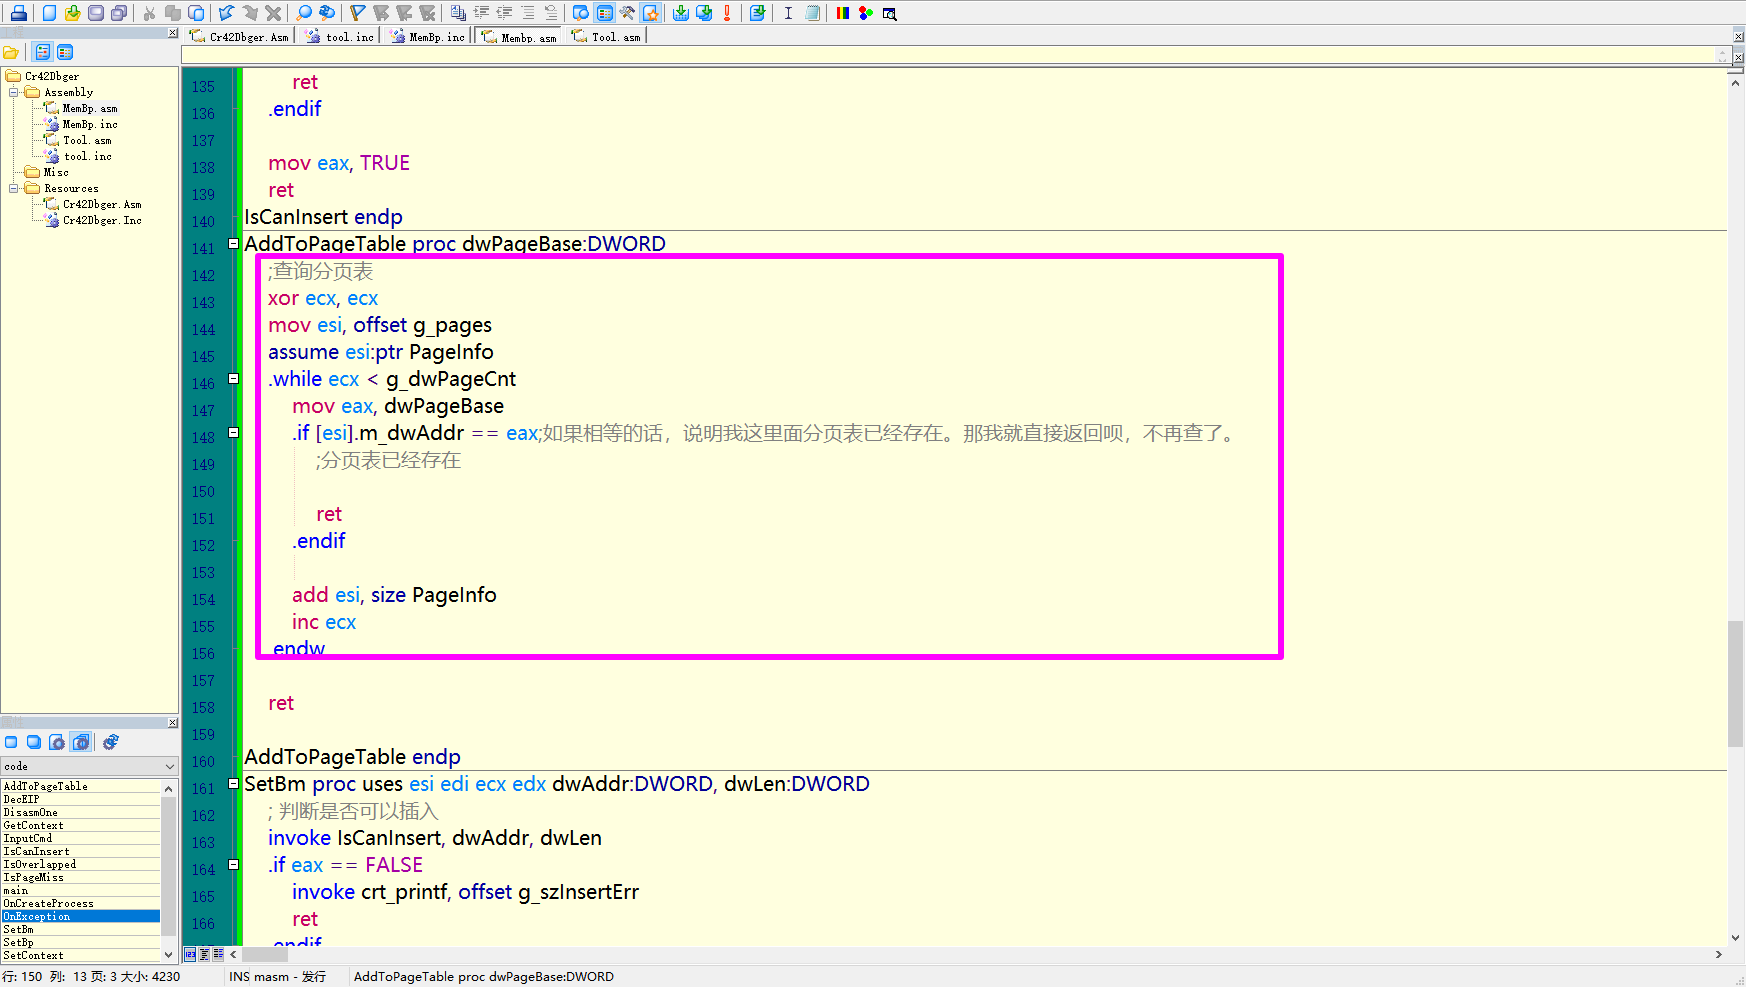 工程
Cr42Dbger.Asm
tool.inc
MemBp.inc
Membp.asm
Tool.asm
Cr42Dbger
Assembly
MemBp.asm
MemBp.inc
Tool.asm
tool.inc
Misc
Resources
Cr42Dbger.Asm
Cr42Dbger.Inc
属性
code
AddToPageTable
DecEIP
DisasmOne
GetContext
InputCmd
IsCanInsert
IsOverlapped
IsPageMiss
main
OnCreateProcess
OnException
SetBm
SetBp
SetContext
135 ret
136 .endif
137
138 mov eax, TRUE
139 ret
140 IsCanInsert endp
141 AddToPageTable proc dwPageBase:DWORD
142 ;查询分页表
143 xor ecx, ecx
144 mov esi, offset g_pages
145 assume esi:ptr PageInfo
146 .while ecx < g_dwPageCnt
147 mov eax, dwPageBase
148 .if [esi].m_dwAddr == eax;如果相等的话，说明我这里面分页表已经存在。那我就直接返回呗，不再查了。
149 ;分页表已经存在
150
151 ret
152 .endif
153
154 add esi, size PageInfo
155 inc ecx
156 .endw
157
158 ret
159
160 AddToPageTable endp
161 SetBm proc uses esi edi ecx edx dwAddr:DWORD, dwLen:DWORD
162 ; 判断是否可以插入
163 invoke IsCanInsert, dwAddr, dwLen
164 .if eax == FALSE
165 invoke crt_printf, offset g_szInsertErr
166 ret
.endif
行: 150 列: 13 页: 3 大小: 4230
INS masm - 发行
AddToPageTable proc dwPageBase:DWORD